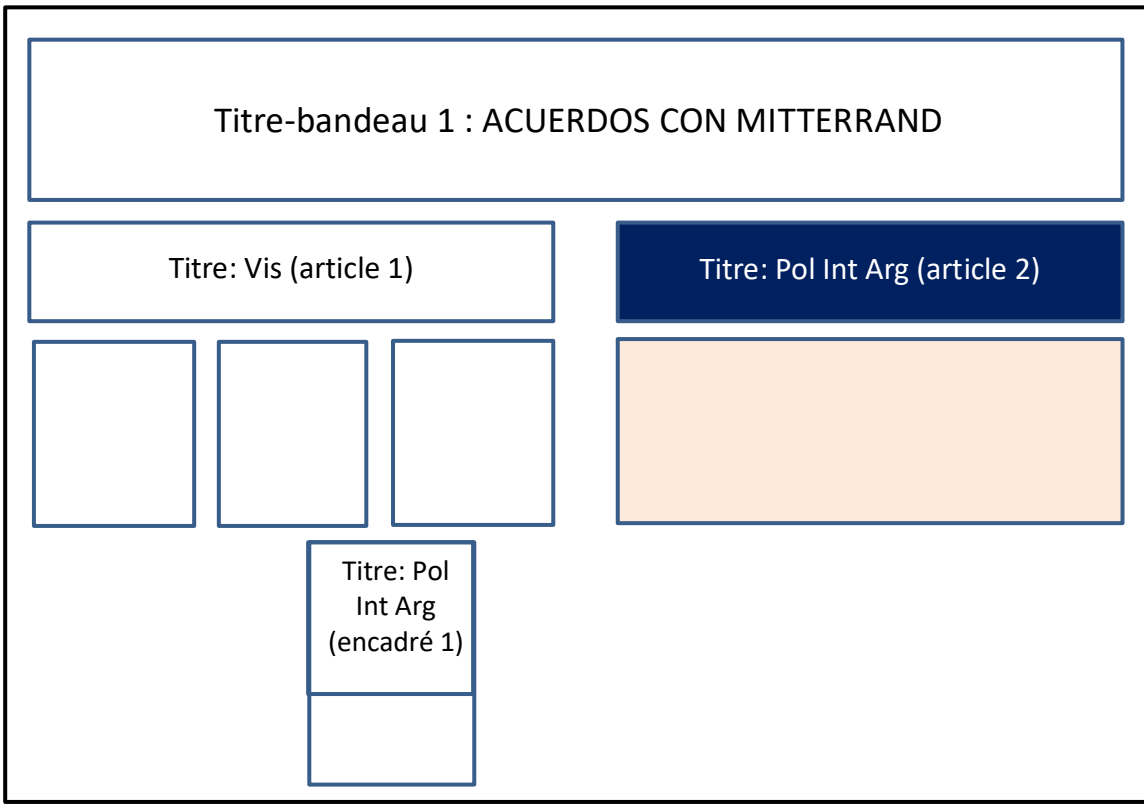 Titre-bandeau 1 : ACUERDOS CON MITTERRAND
Titre: Vis (article 1)
Titre: Pol Int Arg (article 2)
Titre: Pol
Int Arg
(encadré 1)